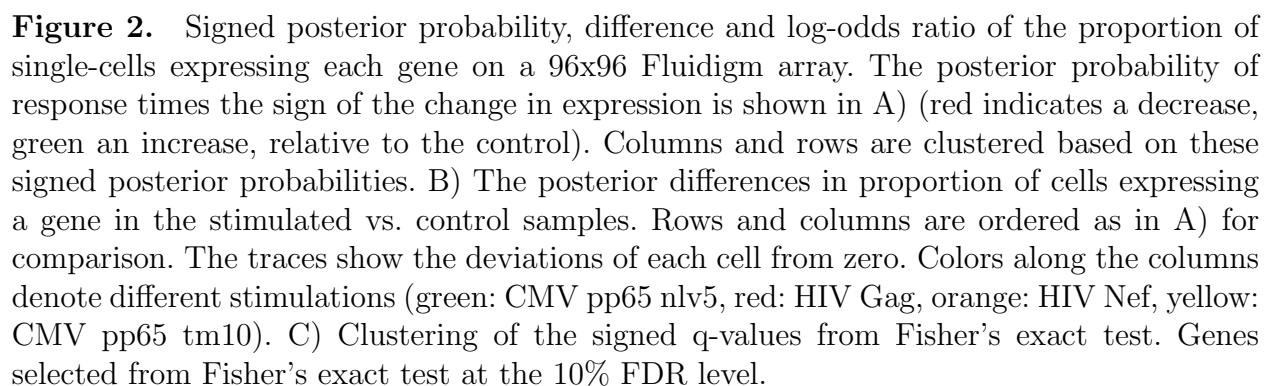 Figure 2. Signed posterior probability, difference and log-odds ratio of the proportion of
single-cells expressing each gene on a 96x96 Fluidigm array. The posterior probability of
response times the sign of the change in expression is shown in A) (red indicates a decrease,
green an increase, relative to the control). Columns and rows are clustered based on these
signed posterior probabilities. B) The posterior differences in proportion of cells expressing
a gene in the stimulated vs. control samples. Rows and columns are ordered as in A) for
comparison. The traces show the deviations of each cell from zero. Colors along the columns
denote different stimulations (green: CMV pp65 nlv5, red: HIV Gag, orange: HIV Nef, yellow:
CMV pp65 tm10). C) Clustering of the signed q-values from Fisher's exact test. Genes
selected from Fisher's exact test at the 10% FDR level.